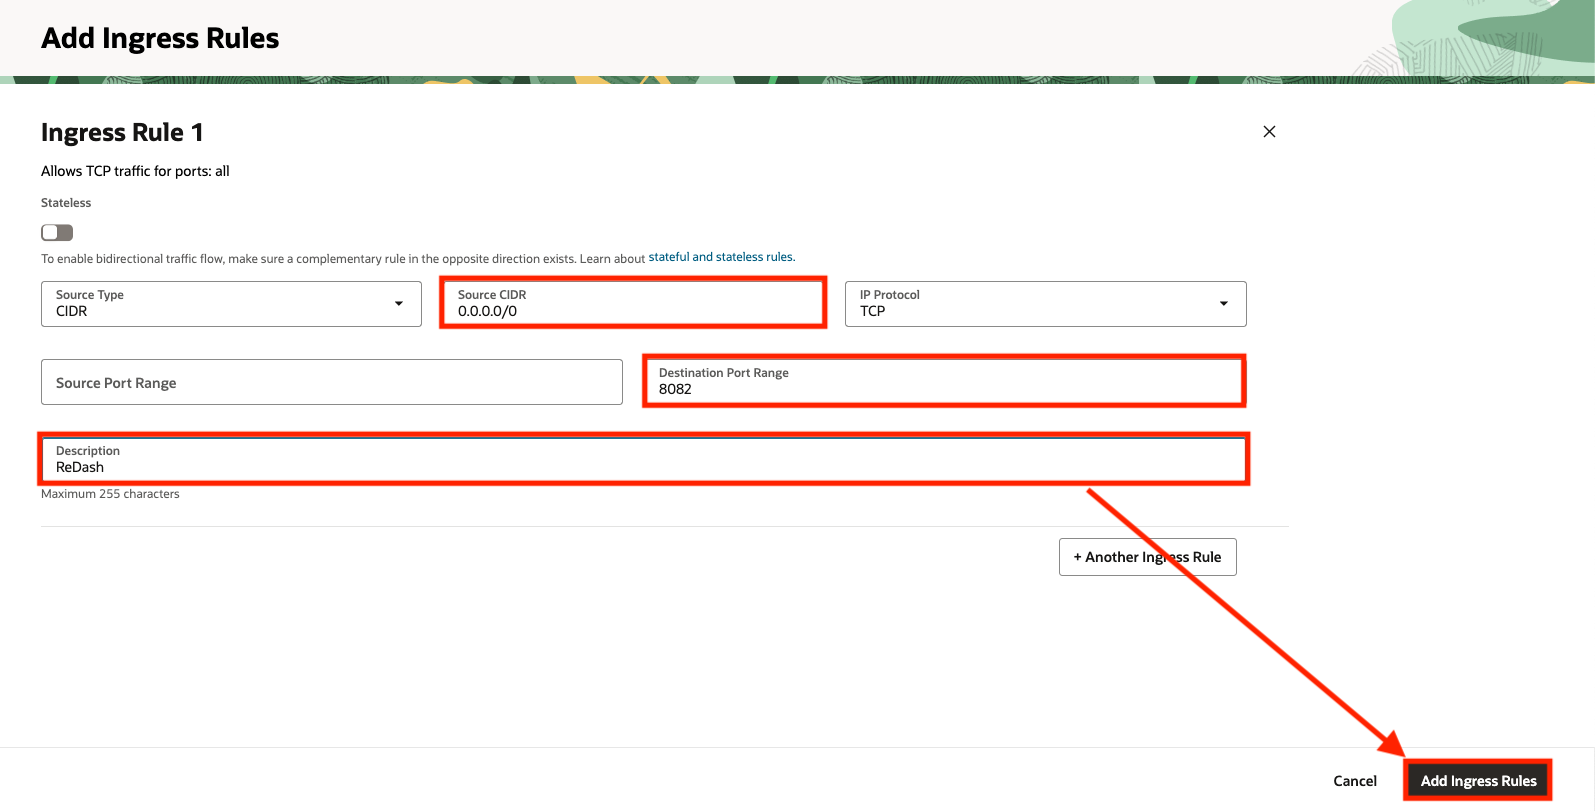 Add Ingress Rules
Ingress Rule 1
Allows TCP traffic for ports: all
Stateless
To enable bidirectional traffic flow, make sure a complementary rule in the opposite direction exists. Learn about stateful and stateless rules.
Source Type
CIDR
Source CIDR
0.0.0.0/0
IP Protocol
TCP
Source Port Range
Destination Port Range
8082
Description
ReDash
Maximum 255 characters
+ Another Ingress Rule
Cancel
Add Ingress Rules